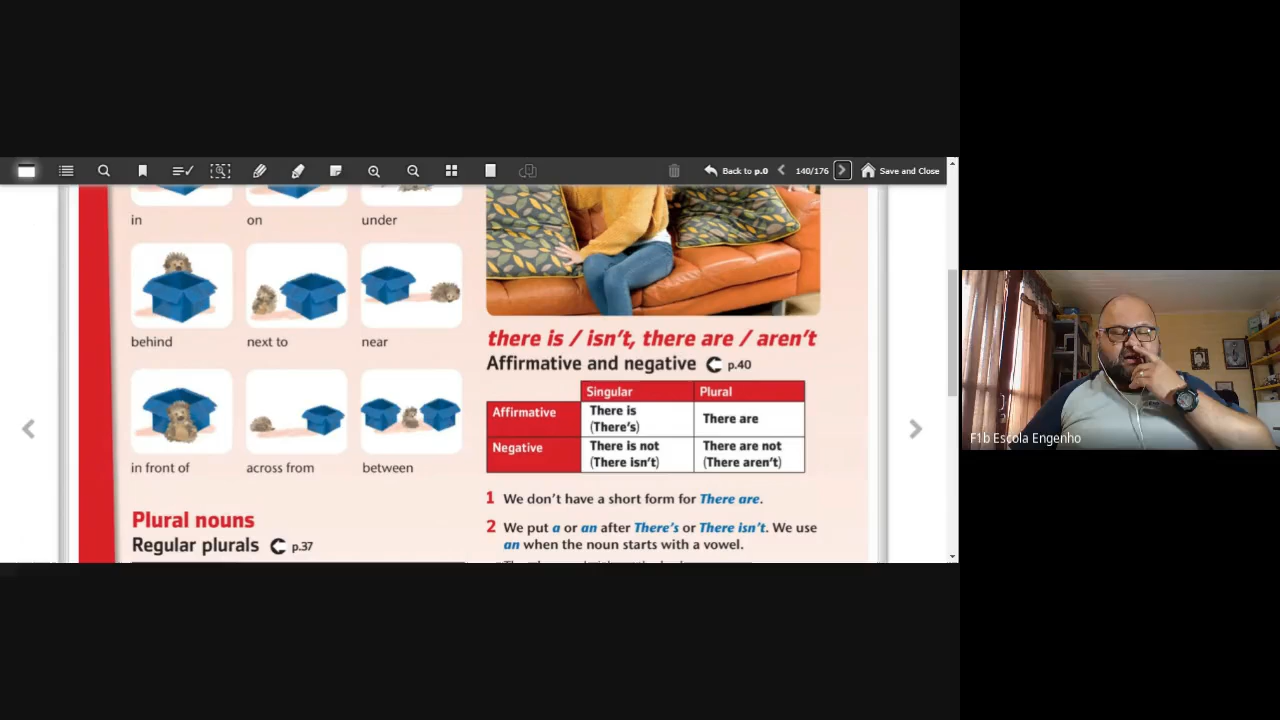 Back to p.0
140/176
Save and Close
in
on
under
behind
next to
near
in front of
across from
between
Plural nouns
Regular plurals p.37
there is / isn't, there are / aren't
Affirmative and negative p.40
Singular
Plural
Affirmative
There is
(There's)
There are
Negative
There is not
(There isn't)
There are not
(There aren't)
1 We don't have a short form for There are.
2 We put a or an after There's or There isn't. We use
an when the noun starts with a vowel.
F1b Escola Engenho